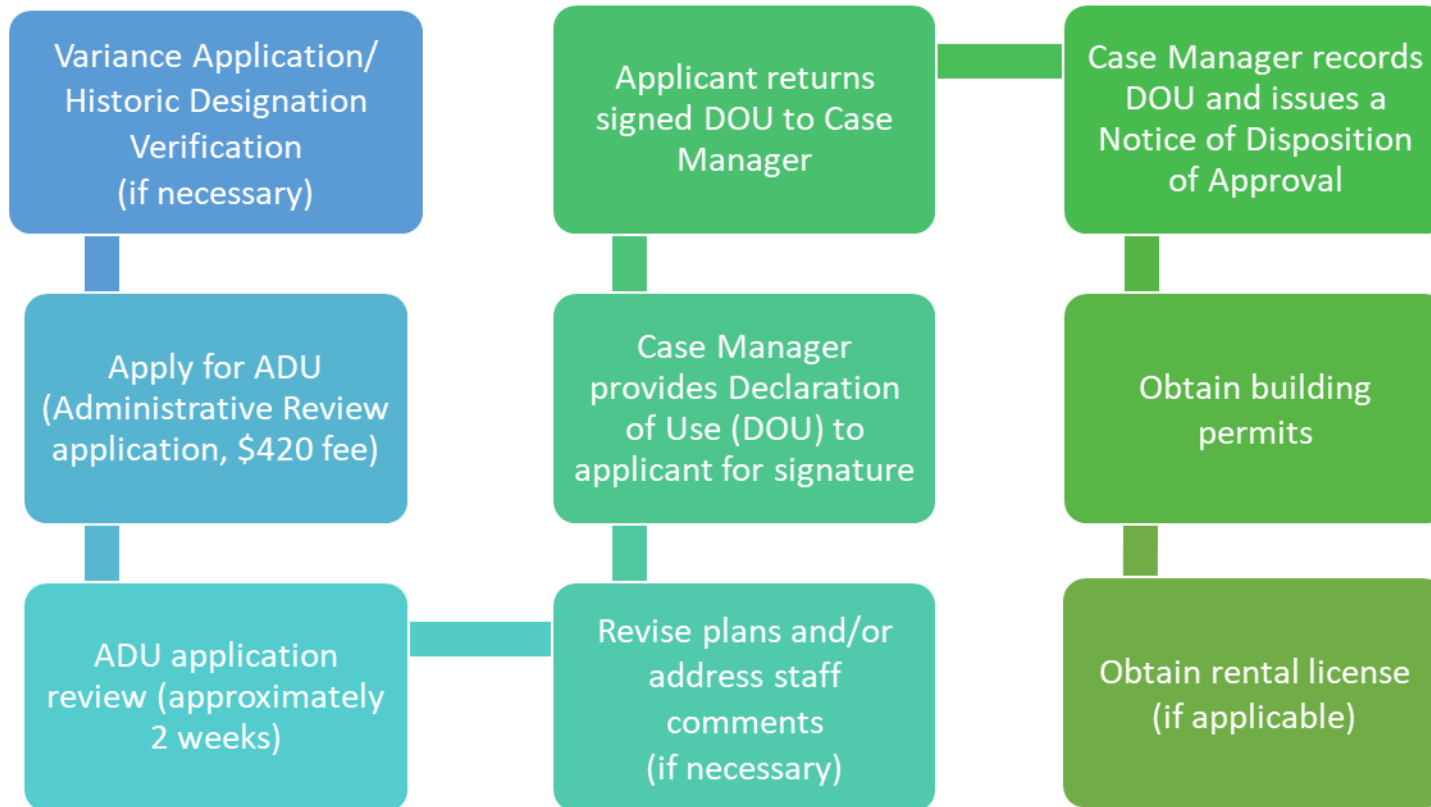 Variance Application/
Historic Designation
Verification
(if necessary)
Apply for ADU
(Administrative Review
application, $420 fee)
ADU application
review (approximately
2 weeks)
Revise plans and/or
address staff
comments
(if necessary)
Case Manager
provides Declaration
of Use (DOU) to
applicant for signature
Applicant returns
signed DOU to Case
Manager
Case Manager records
DOU and issues a
Notice of Disposition
of Approval
Obtain building
permits
Obtain rental license
(if applicable)